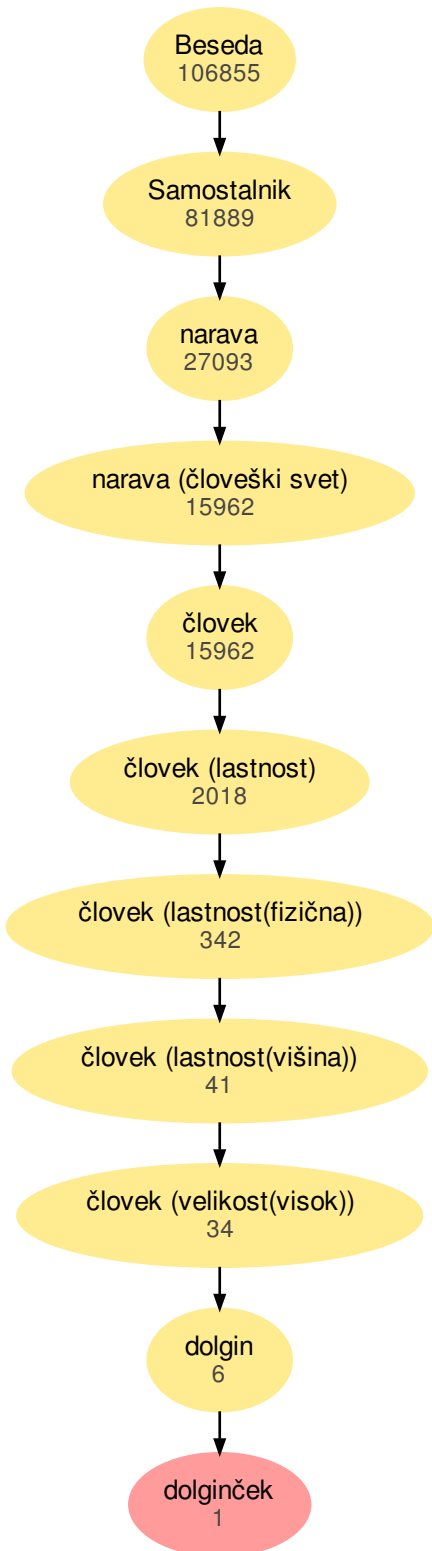 Beseda
106855
Samostalnik
81889
narava
27093
narava (človeški svet)
15962
človek
15962
človek (lastnost)
2018
človek (lastnost(fizična))
342
človek (lastnost(višina))
41
človek (velikost(visok))
34
dolgin
6
dolginček
1